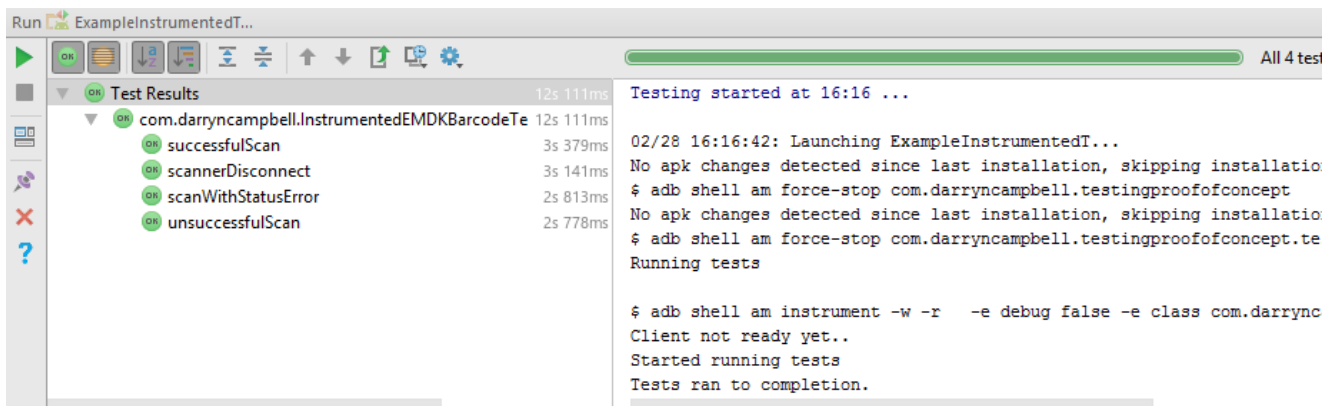 Run ExampleInstrumentedT...
All 4 test
Test Results 12s 111ms
com.darryncampbell.InstrumentedEMDKBarcodeTe 12s 111ms
OK successfulScan 3s 379ms
OK scannerDisconnect 3s 141ms
OK scanWithStatusError 2s 813ms
OK unsuccessfulScan 2s 778ms
Testing started at 16:16 ...
02/28 16:16:42: Launching ExampleInstrumentedT...
No apk changes detected since last installation, skipping installatio
$ adb shell am force-stop com.darryncampbell.testingproofofconcept
No apk changes detected since last installation, skipping installatio
$ adb shell am force-stop com.darryncampbell.testingproofofconcept.te
Running tests
$ adb shell am instrument -w -r   -e debug false -e class com.darrync
Client not ready yet..
Started running tests
Tests ran to completion.